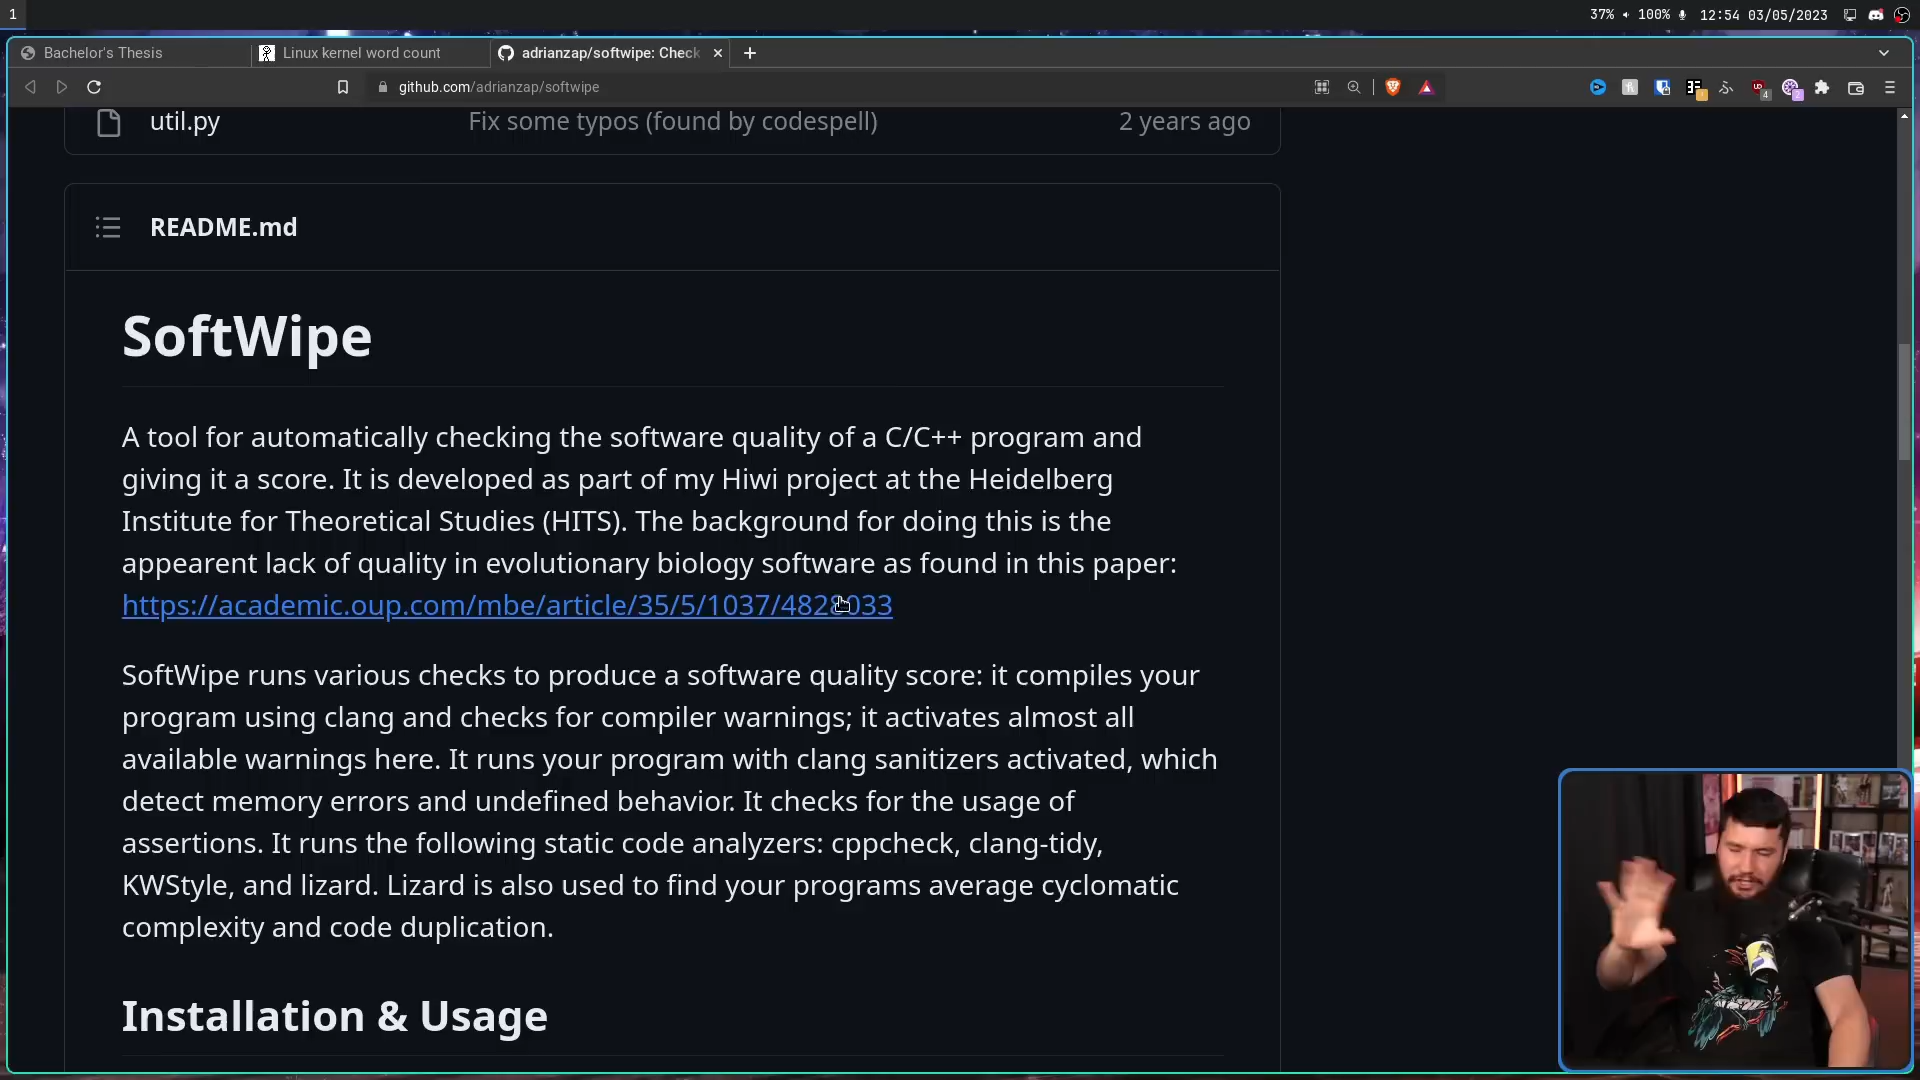 1
37% 100% 12:54 03/05/2023
Bachelor's Thesis
Linux kernel word count
adrianzap/softwipe: Check
github.com/adrianzap/softwipe
util.py Fix some typos (found by codespell) 2 years ago
README.md
SoftWipe
A tool for automatically checking the software quality of a C/C++ program and
giving it a score. It is developed as part of my Hiwi project at the Heidelberg
Institute for Theoretical Studies (HITS). The background for doing this is the
appearent lack of quality in evolutionary biology software as found in this paper:
https://academic.oup.com/mbe/article/35/5/1037/4828033
SoftWipe runs various checks to produce a software quality score: it compiles your
program using clang and checks for compiler warnings; it activates almost all
available warnings here. It runs your program with clang sanitizers activated, which
detect memory errors and undefined behavior. It checks for the usage of
assertions. It runs the following static code analyzers: cppcheck, clang-tidy,
KWStyle, and lizard. Lizard is also used to find your programs average cyclomatic
complexity and code duplication.
Installation & Usage